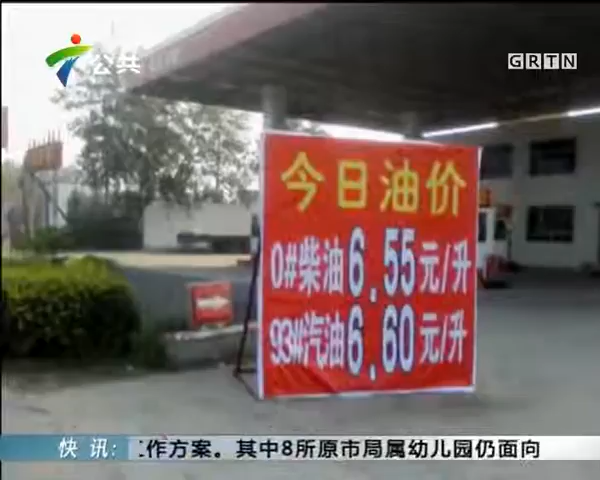 公共
GRTN
今日油价
0#柴油6.55元/升
93#汽油6.60元/升
快讯:
作方案。其中8所原市局属幼儿园仍面向